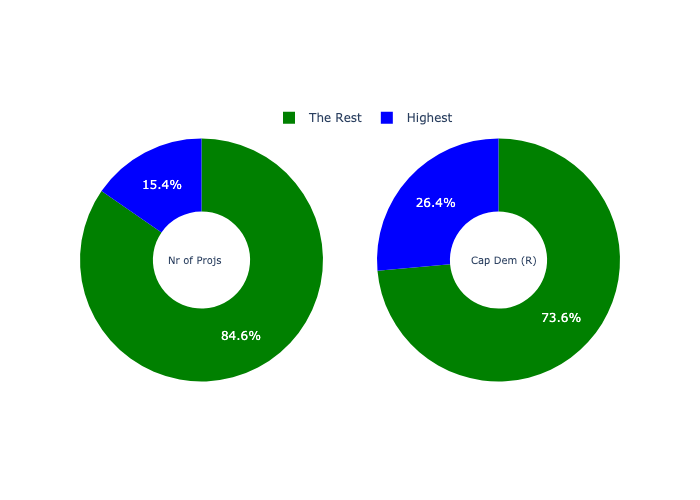 The Rest
Highest
15.4%
84.6%
Nr of Projs
26.4%
73.6%
Cap Dem (R)